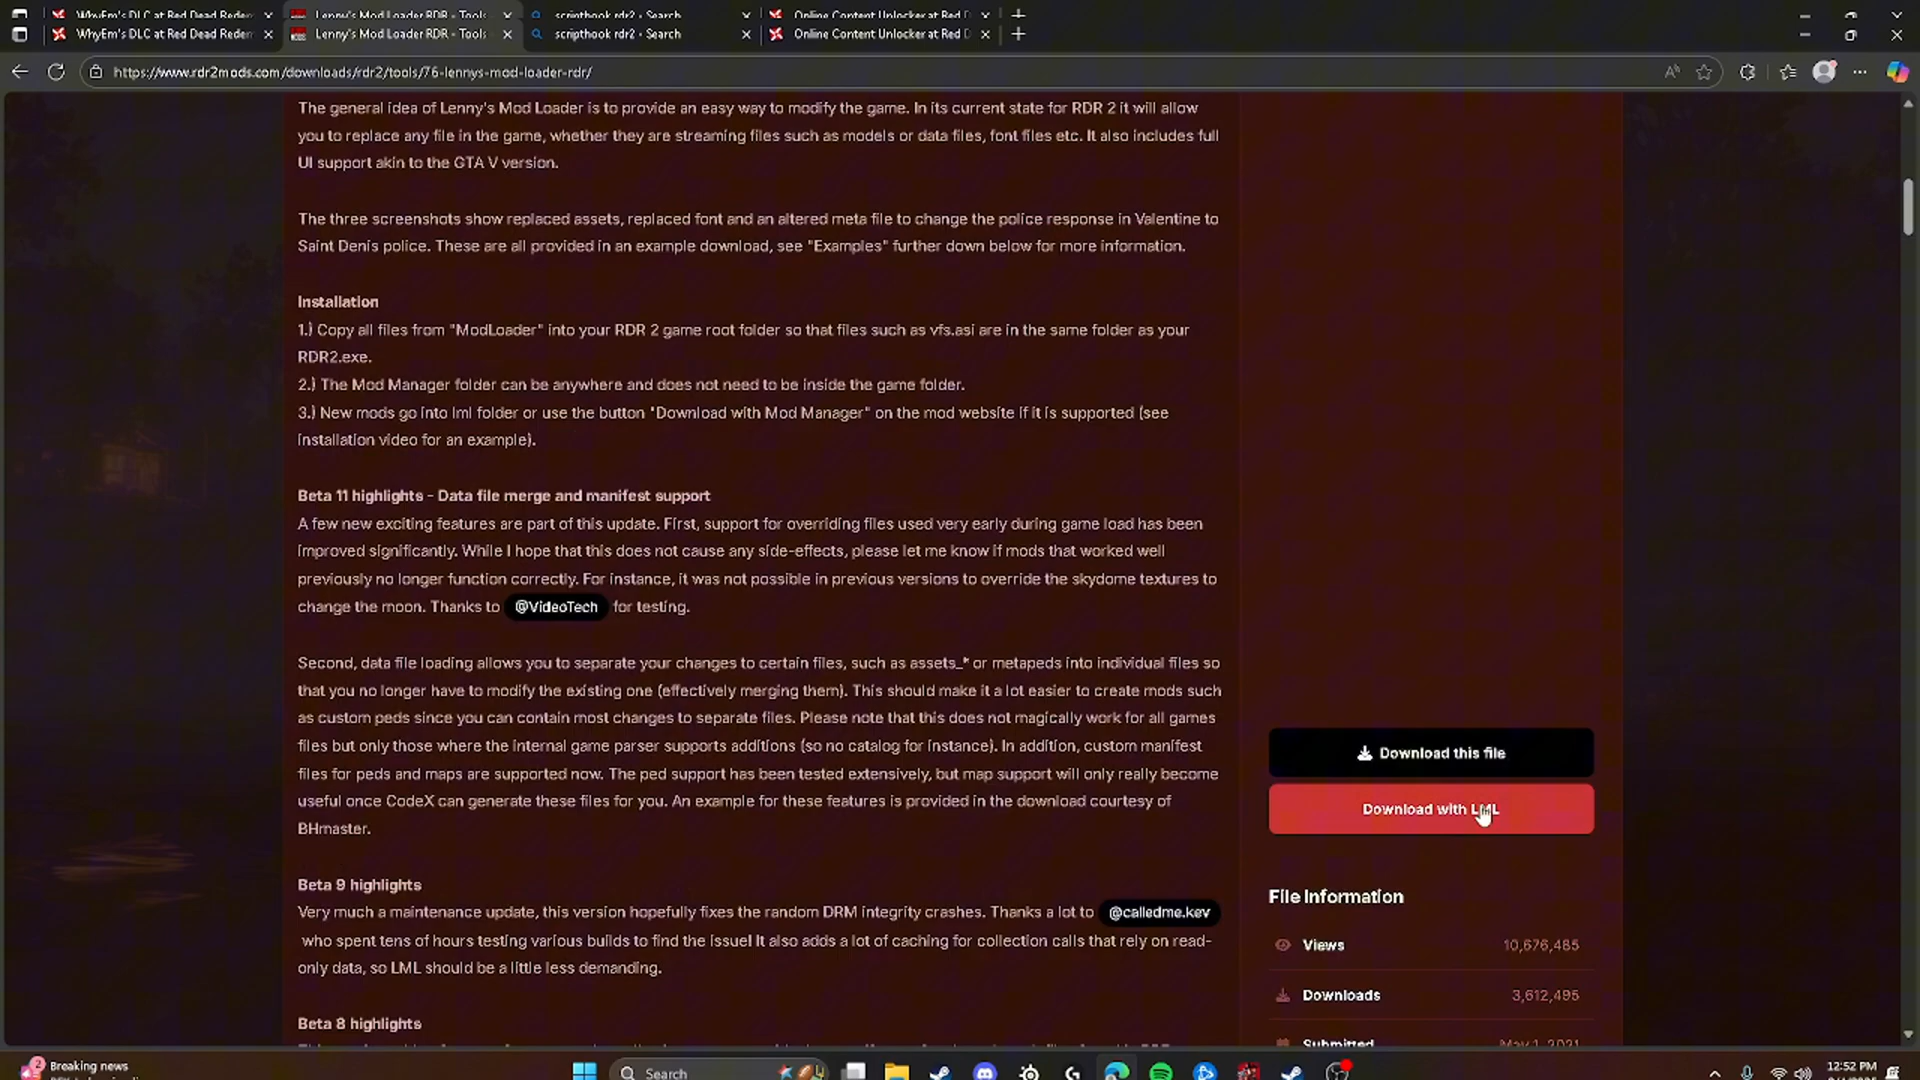 WhyEm's DLC at Red Dead Redem
Lenny's Mod Loader RDR - Tools
scripthook rdr2 - Search
Online Content Unlocker at Red D
WhyEm's DLC at Red Dead Redem
Lenny's Mod Loader RDR - Tools
scripthook rdr2 - Search
Online Content Unlocker at Red D
https://www.rdr2mods.com/downloads/rdr2/tools/76-lennys-mod-loader-rdr/
The general idea of Lenny's Mod Loader is to provide an easy way to modify the game. In its current state for RDR 2 it will allow
you to replace any file in the game, whether they are streaming files such as models or data files, font files etc. It also includes full
UI support akin to the GTA V version.
The three screenshots show replaced assets, replaced font and an altered meta file to change the police response in Valentine to
Saint Denis police. These are all provided in an example download, see "Examples" further down below for more information.
Installation
1.) Copy all files from "ModLoader" into your RDR 2 game root folder so that files such as vfs.asi are in the same folder as your
RDR2.exe.
2.) The Mod Manager folder can be anywhere and does not need to be inside the game folder.
3.) New mods go into lml folder or use the button "Download with Mod Manager" on the mod website if it is supported (see
installation video for an example).
Beta 11 highlights - Data file merge and manifest support
A few new exciting features are part of this update. First, support for overriding files used very early during game load has been
improved significantly. While I hope that this does not cause any side-effects, please let me know if mods that worked well
previously no longer function correctly. For instance, it was not possible in previous versions to override the skydome textures to
change the moon. Thanks to @VideoTech for testing.
Second, data file loading allows you to separate your changes to certain files, such as assets_* or metapeds into individual files so
that you no longer have to modify the existing one (effectively merging them). This should make it a lot easier to create mods such
as custom peds since you can contain most changes to separate files. Please note that this does not magically work for all games
files but only those where the internal game parser supports additions (so no catalog for instance). In addition, custom manifest
files for peds and maps are supported now. The ped support has been tested extensively, but map support will only really become
useful once CodeX can generate these files for you. An example for these features is provided in the download courtesy of
BHmaster.
Beta 9 highlights
Very much a maintenance update, this version hopefully fixes the random DRM integrity crashes. Thanks a lot to @calledme.kev
who spent tens of hours testing various builds to find the issue! It also adds a lot of caching for collection calls that rely on read-
only data, so LML should be a little less demanding.
Beta 8 highlights
Download this file
Download with LML
File Information
Views 10,676,485
Downloads 3,612,495
Submitted May 1, 2021
2
Breaking news
Search
12:52 PM